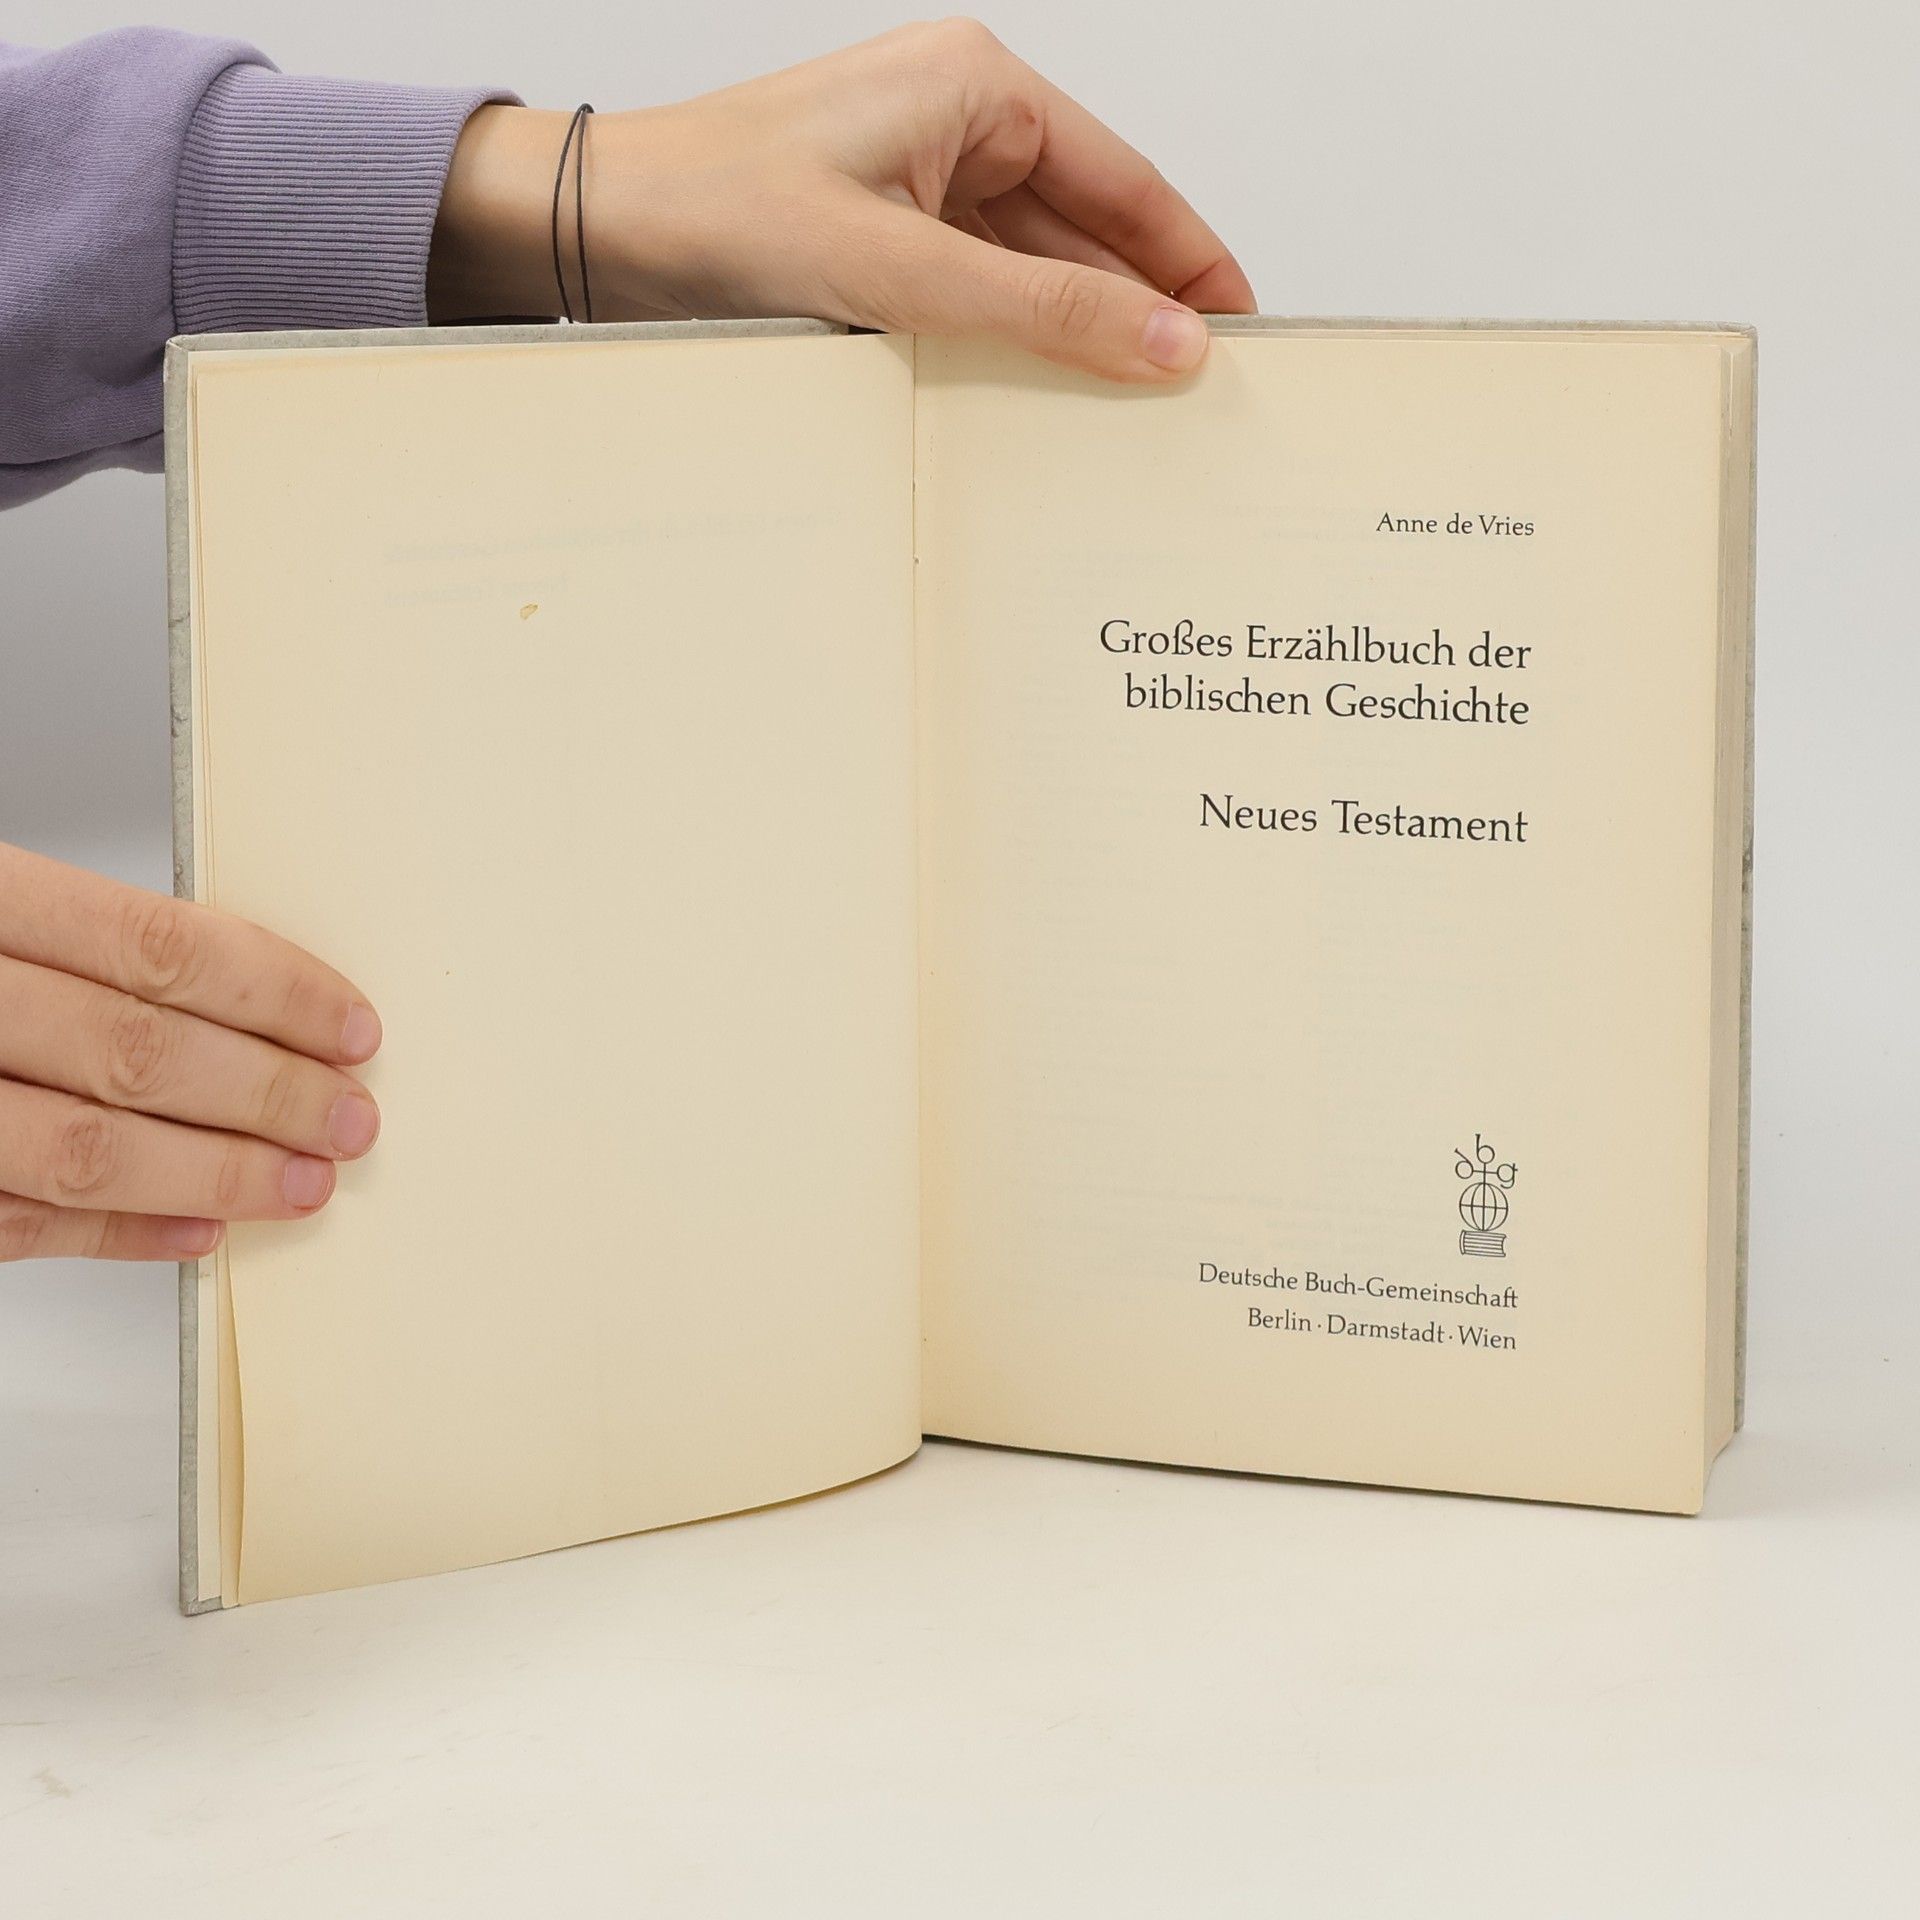 Anne de Vries
Großes Erzählbuch der
biblischen Geschichte
Neues Testament
dbg
Deutsche Buch-Gemeinschaft
Berlin · Darmstadt · Wien